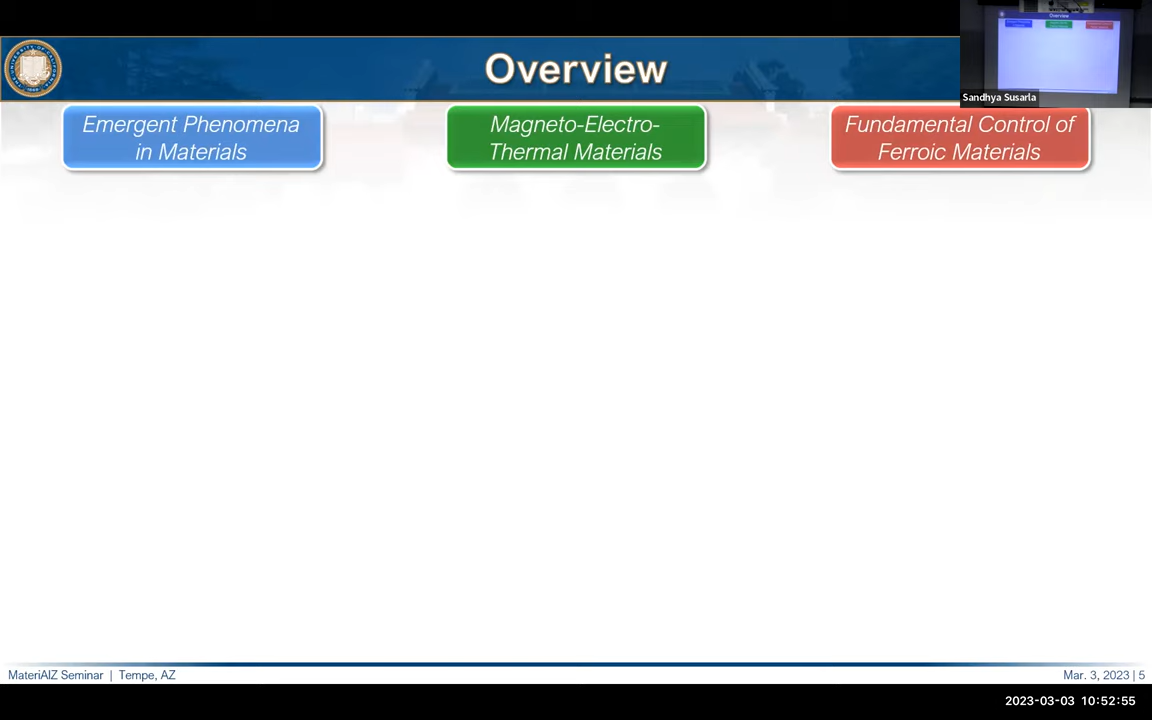 Overview
Sandhya Susarla
Emergent Phenomena
in Materials
Magneto-Electro-
Thermal Materials
Fundamental Control of
Ferroic Materials
MateriAlZ Seminar | Tempe, AZ
Mar. 3, 2023 | 5
2023-03-03 10:52:55